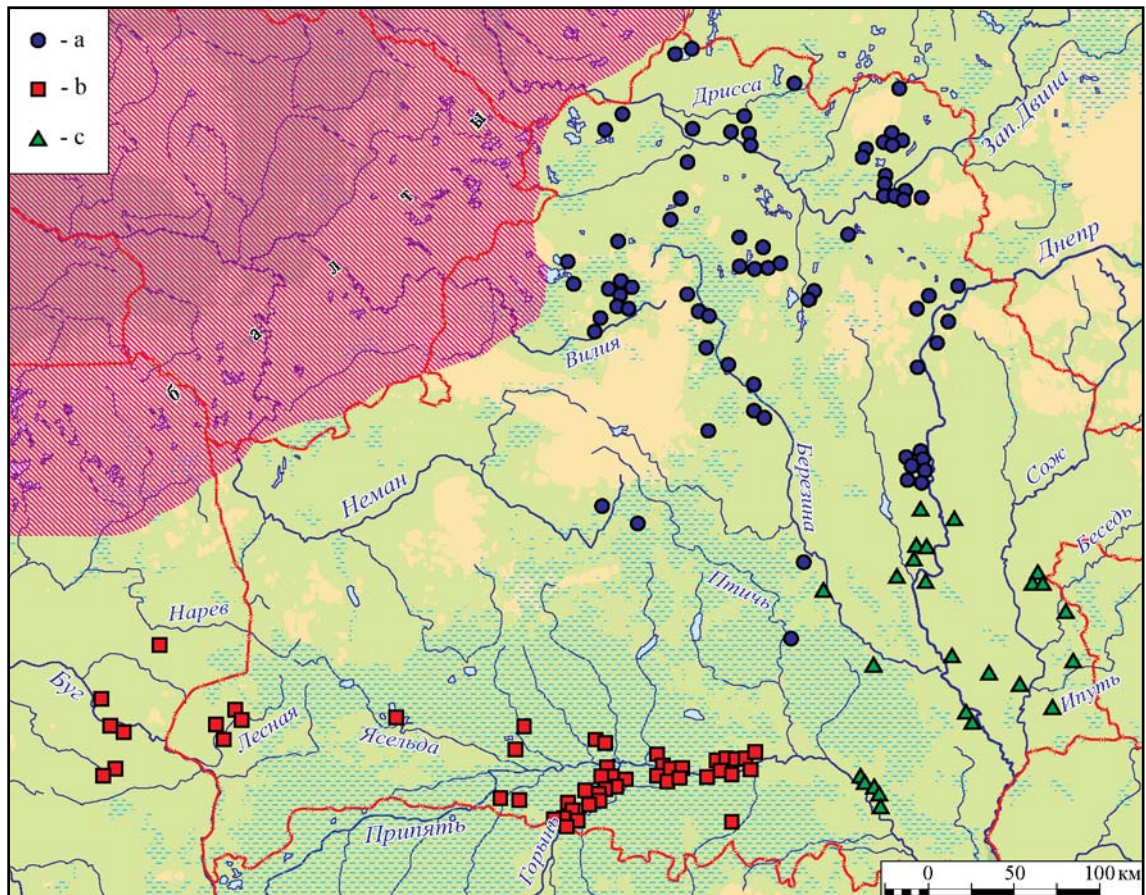 - a
- b
- c
Дрисса
Зап. Двина
Днепр
Вилия
Неман
Березина
Сож
Беседь
Птичь
Нарев
Буг
Лесная
Ясельда
Ипуть
Припять
Горынь
балты
0 50 100 км